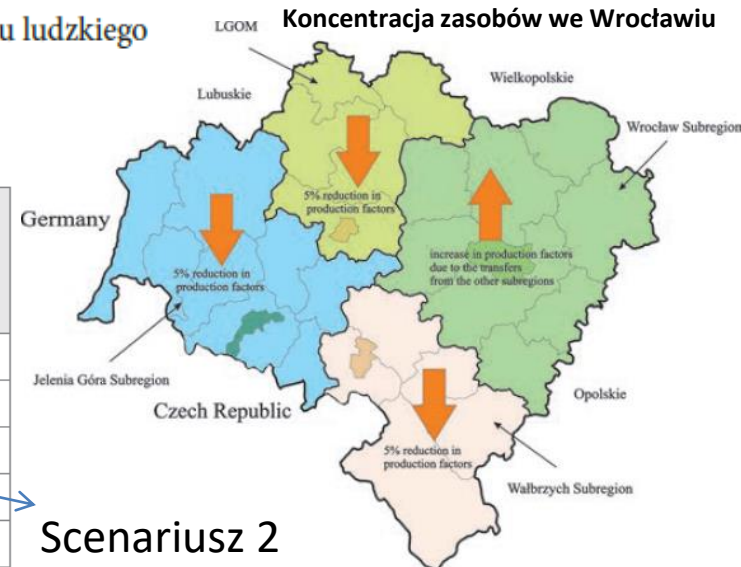 u ludzkiego
Koncentracja zasobów we Wrocławiu
LGOM
Wielkopolskie
Lubuskie
Wrocław Subregion
5% reduction in
production factors
Germany
increase in production factors
due to the transfers
from the other subregions
5% reduction in
production factors
Jelenia Góra Subregion
Opolskie
Czech Republic
5% reduction in
production factors
Wałbrzych Subregion
Scenariusz 2